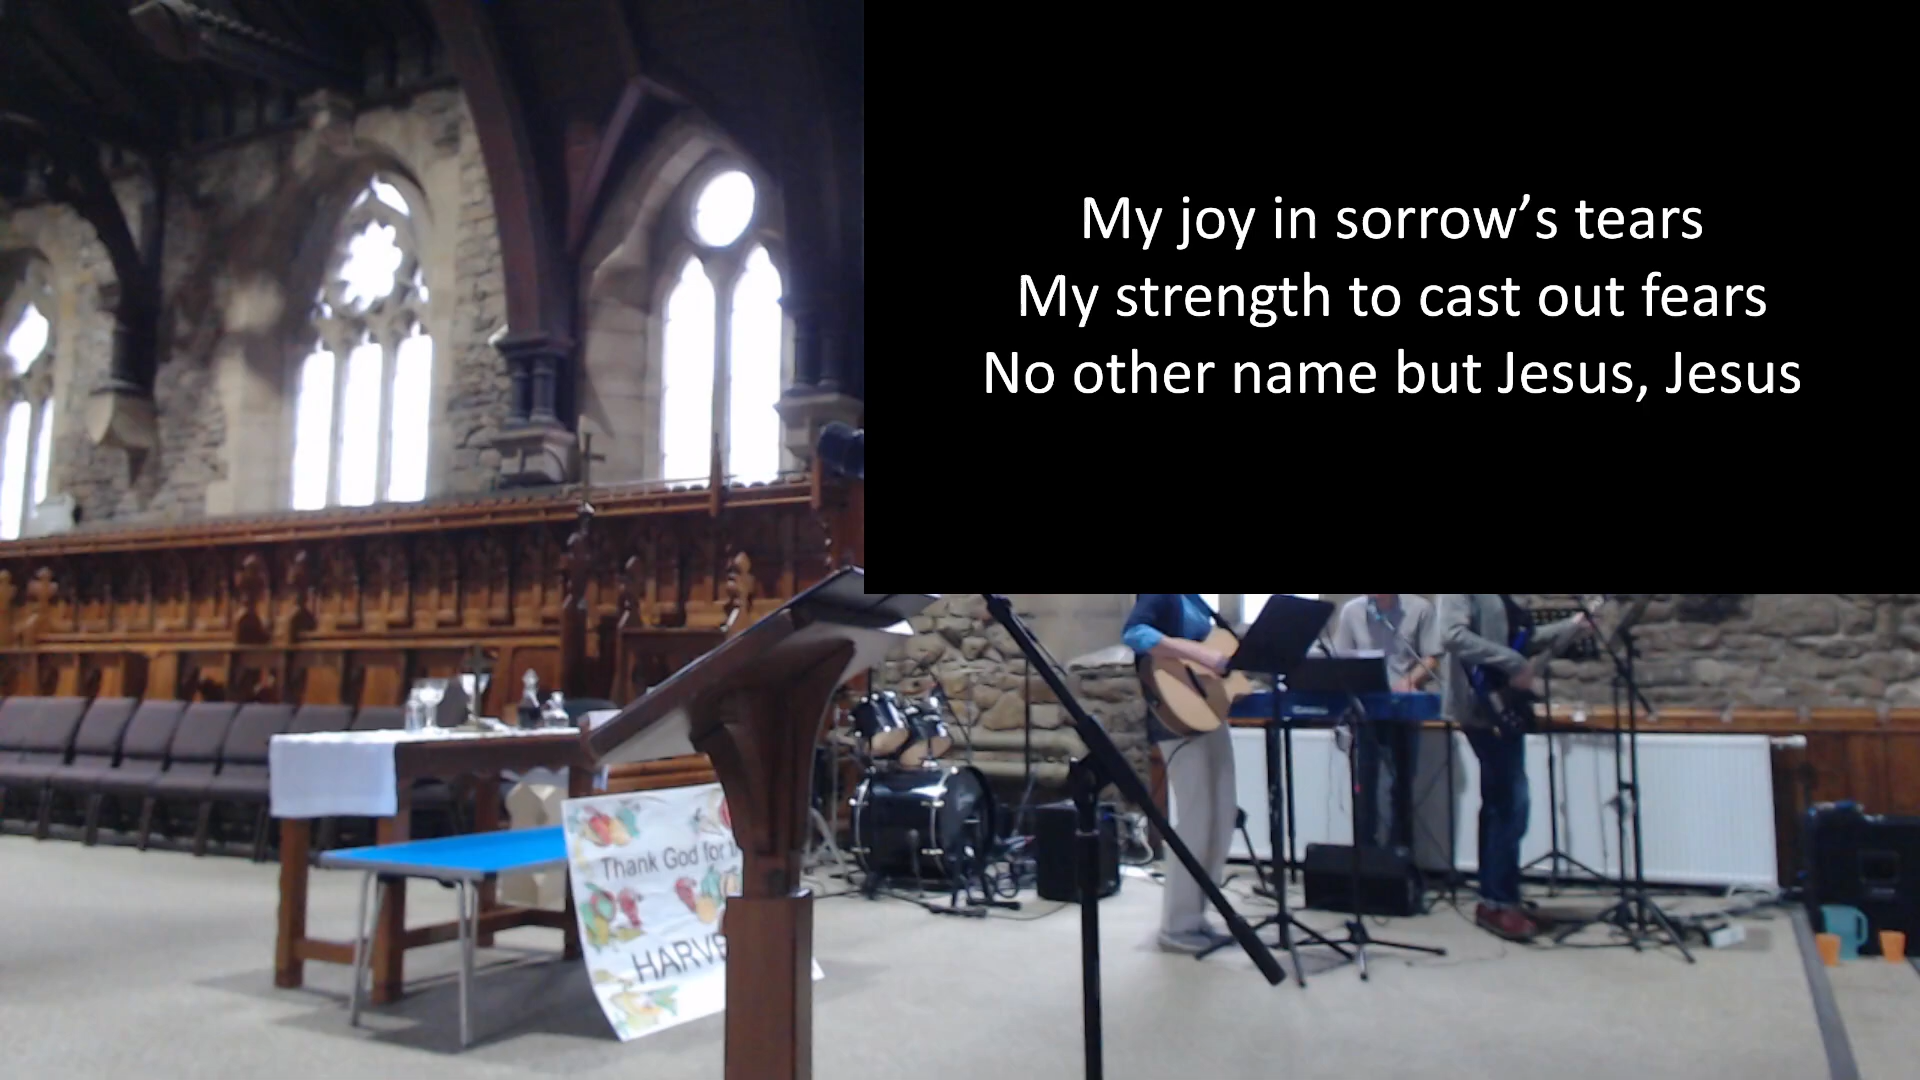 My joy in sorrow’s tears
My strength to cast out fears
No other name but Jesus, Jesus
Thank God for